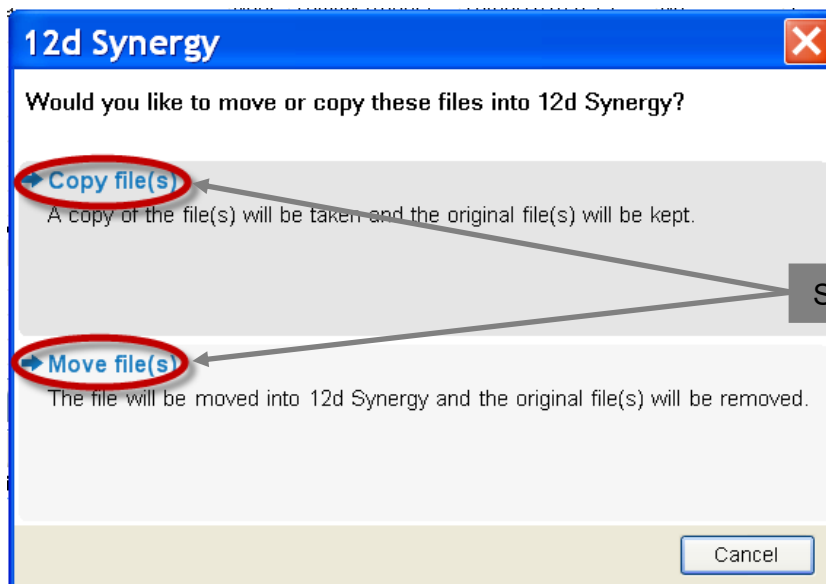 12d Synergy
Would you like to move or copy these files into 12d Synergy?
Copy file(s)
A copy of the file(s) will be taken and the original file(s) will be kept.
S
Move file(s)
The file will be moved into 12d Synergy and the original file(s) will be removed.
Cancel